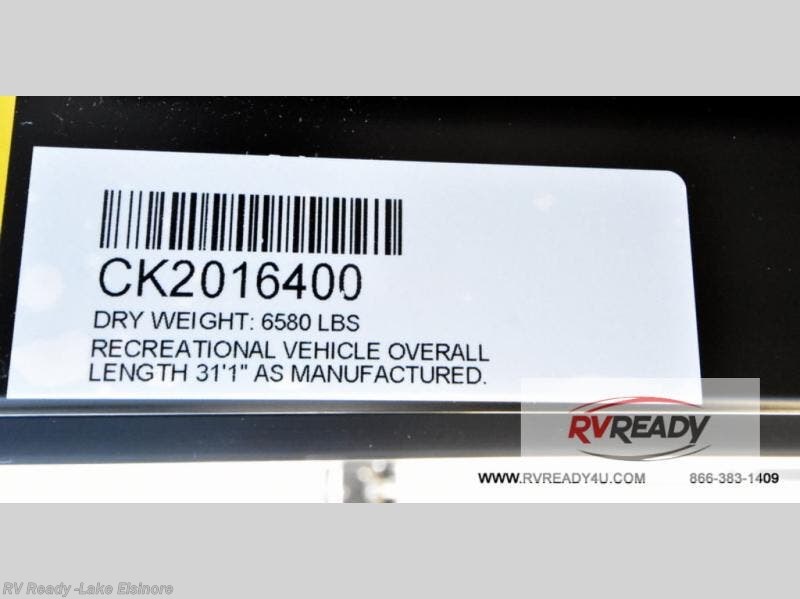 CK2016400
DRY WEIGHT: 6580 LBS
RECREATIONAL VEHICLE OVERALL
LENGTH 31'1" AS MANUFACTURED.
RVREADY
WWW.RVREADY4U.COM 866-383-1409
RV Ready -Lake Elsinore